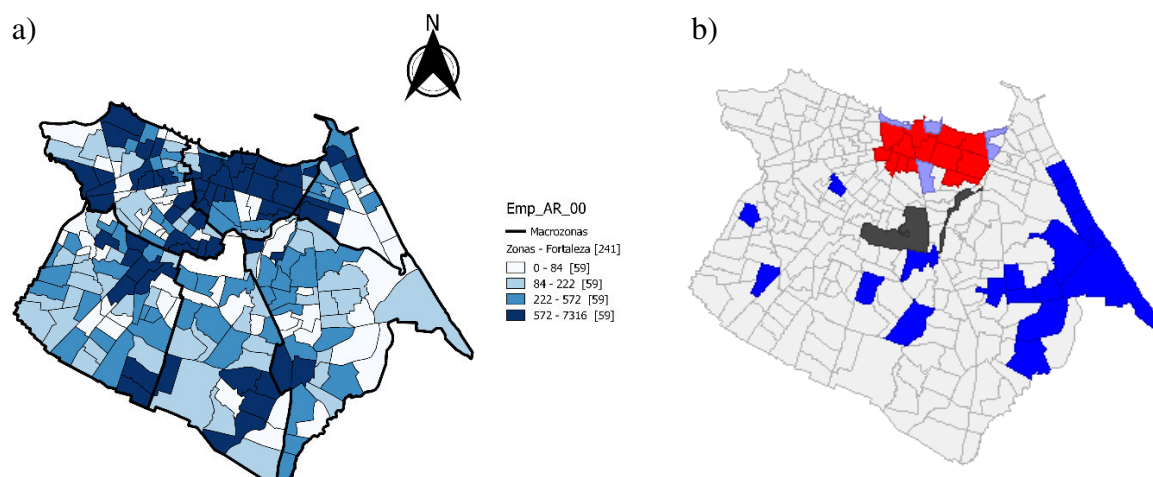 a)
N
b)
Emp_AR_00
Macrozonas
Zonas - Fortaleza [241]
0 - 84 [59]
84 - 222 [59]
222 - 572 [59]
572 - 7316 [59]